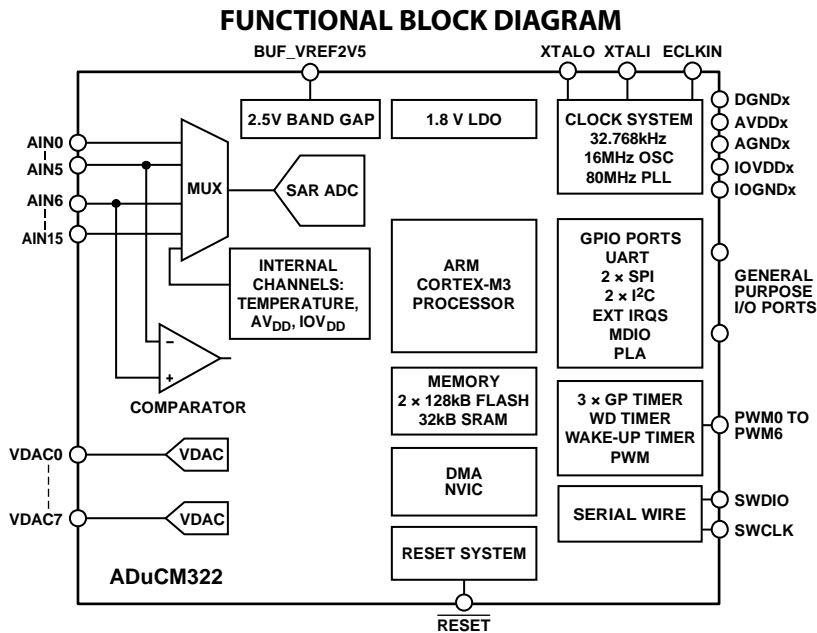 FUNCTIONAL BLOCK DIAGRAM
BUF_VREF2V5
XTALO XTALI ECLKIN
2.5V BAND GAP
1.8 V LDO
CLOCK SYSTEM
32.768kHz
16MHz OSC
80MHz PLL
DGNDx
AVDDx
AGNDx
IOVDDx
IOGNDx
AIN0
AIN5
AIN6
AIN15
MUX
SAR ADC
INTERNAL
CHANNELS:
TEMPERATURE,
AVDD, IOVDD
ARM
CORTEX-M3
PROCESSOR
GPIO PORTS
UART
2 × SPI
2 × I2C
EXT IRQS
MDIO
PLA
GENERAL
PURPOSE
I/O PORTS
−
+
COMPARATOR
MEMORY
2 × 128kB FLASH
32kB SRAM
3 × GP TIMER
WD TIMER
WAKE-UP TIMER
PWM
PWM0 TO
PWM6
VDAC0
VDAC
VDAC7
VDAC
DMA
NVIC
SERIAL WIRE
SWDIO
SWCLK
RESET SYSTEM
ADuCM322
RESET